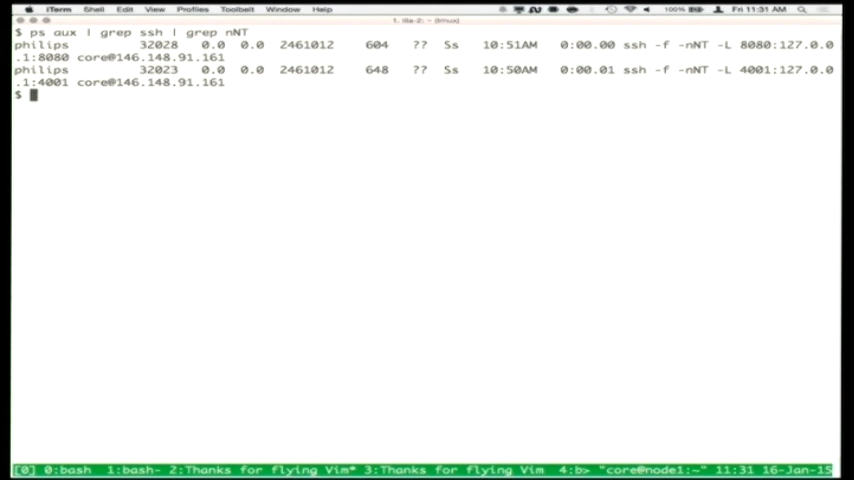 iTerm Shell Edit View Profiles Toolbelt Window Help 100% Fri 11:31 AM
1. lila-2: ~ (tmux)
$ ps aux | grep ssh | grep nNT
philips 32028 0.0 0.0 2461012 604 ?? Ss 10:51AM 0:00.00 ssh -f -nNT -L 8080:127.0.0
.1:8080 core@146.148.91.161
philips 32023 0.0 0.0 2461012 648 ?? Ss 10:50AM 0:00.01 ssh -f -nNT -L 4001:127.0.0
.1:4001 core@146.148.91.161
$
[0] 0:bash 1:bash- 2:Thanks for flying Vim* 3:Thanks for flying Vim 4:b> "core@node1:~" 11:31 16-Jan-15